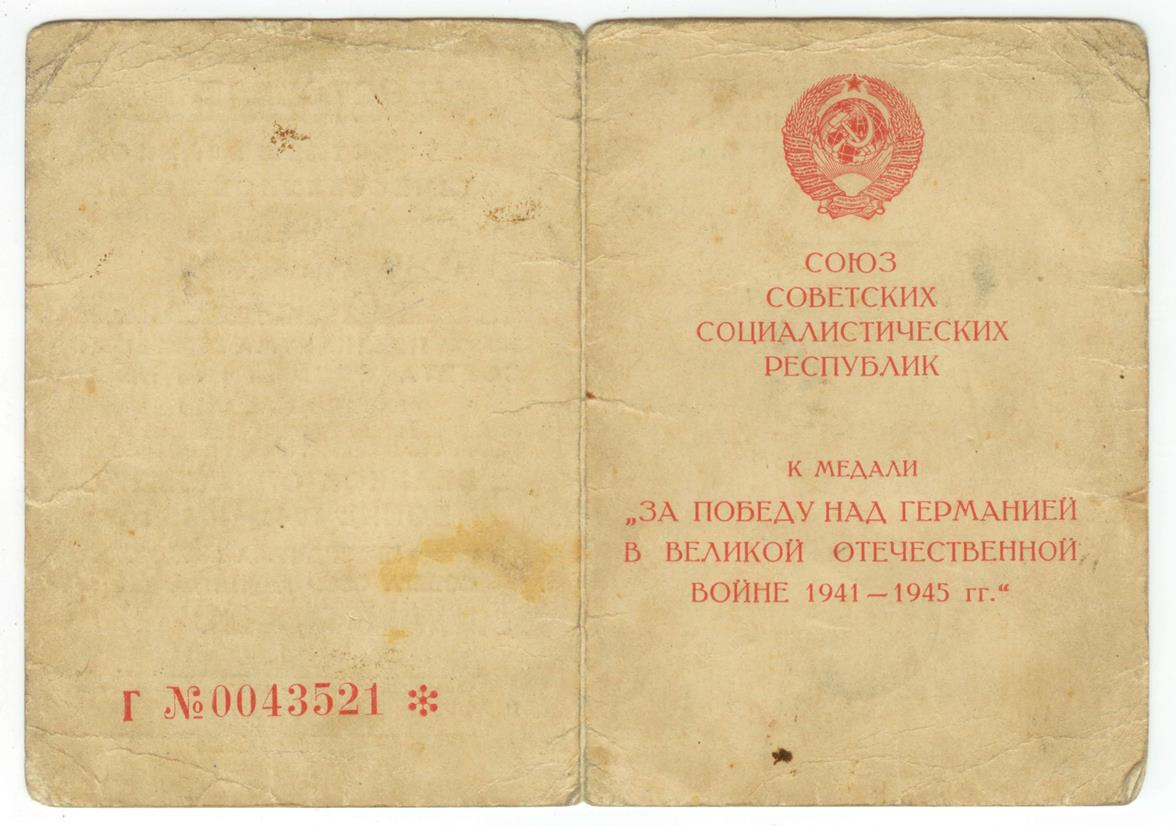 Г №0043521 *
СОЮЗ
СОВЕТСКИХ
СОЦИАЛИСТИЧЕСКИХ
РЕСПУБЛИК
К МЕДАЛИ
„ЗА ПОБЕДУ НАД ГЕРМАНИЕЙ
В ВЕЛИКОЙ ОТЕЧЕСТВЕННОЙ
ВОЙНЕ 1941 — 1945 гг.“